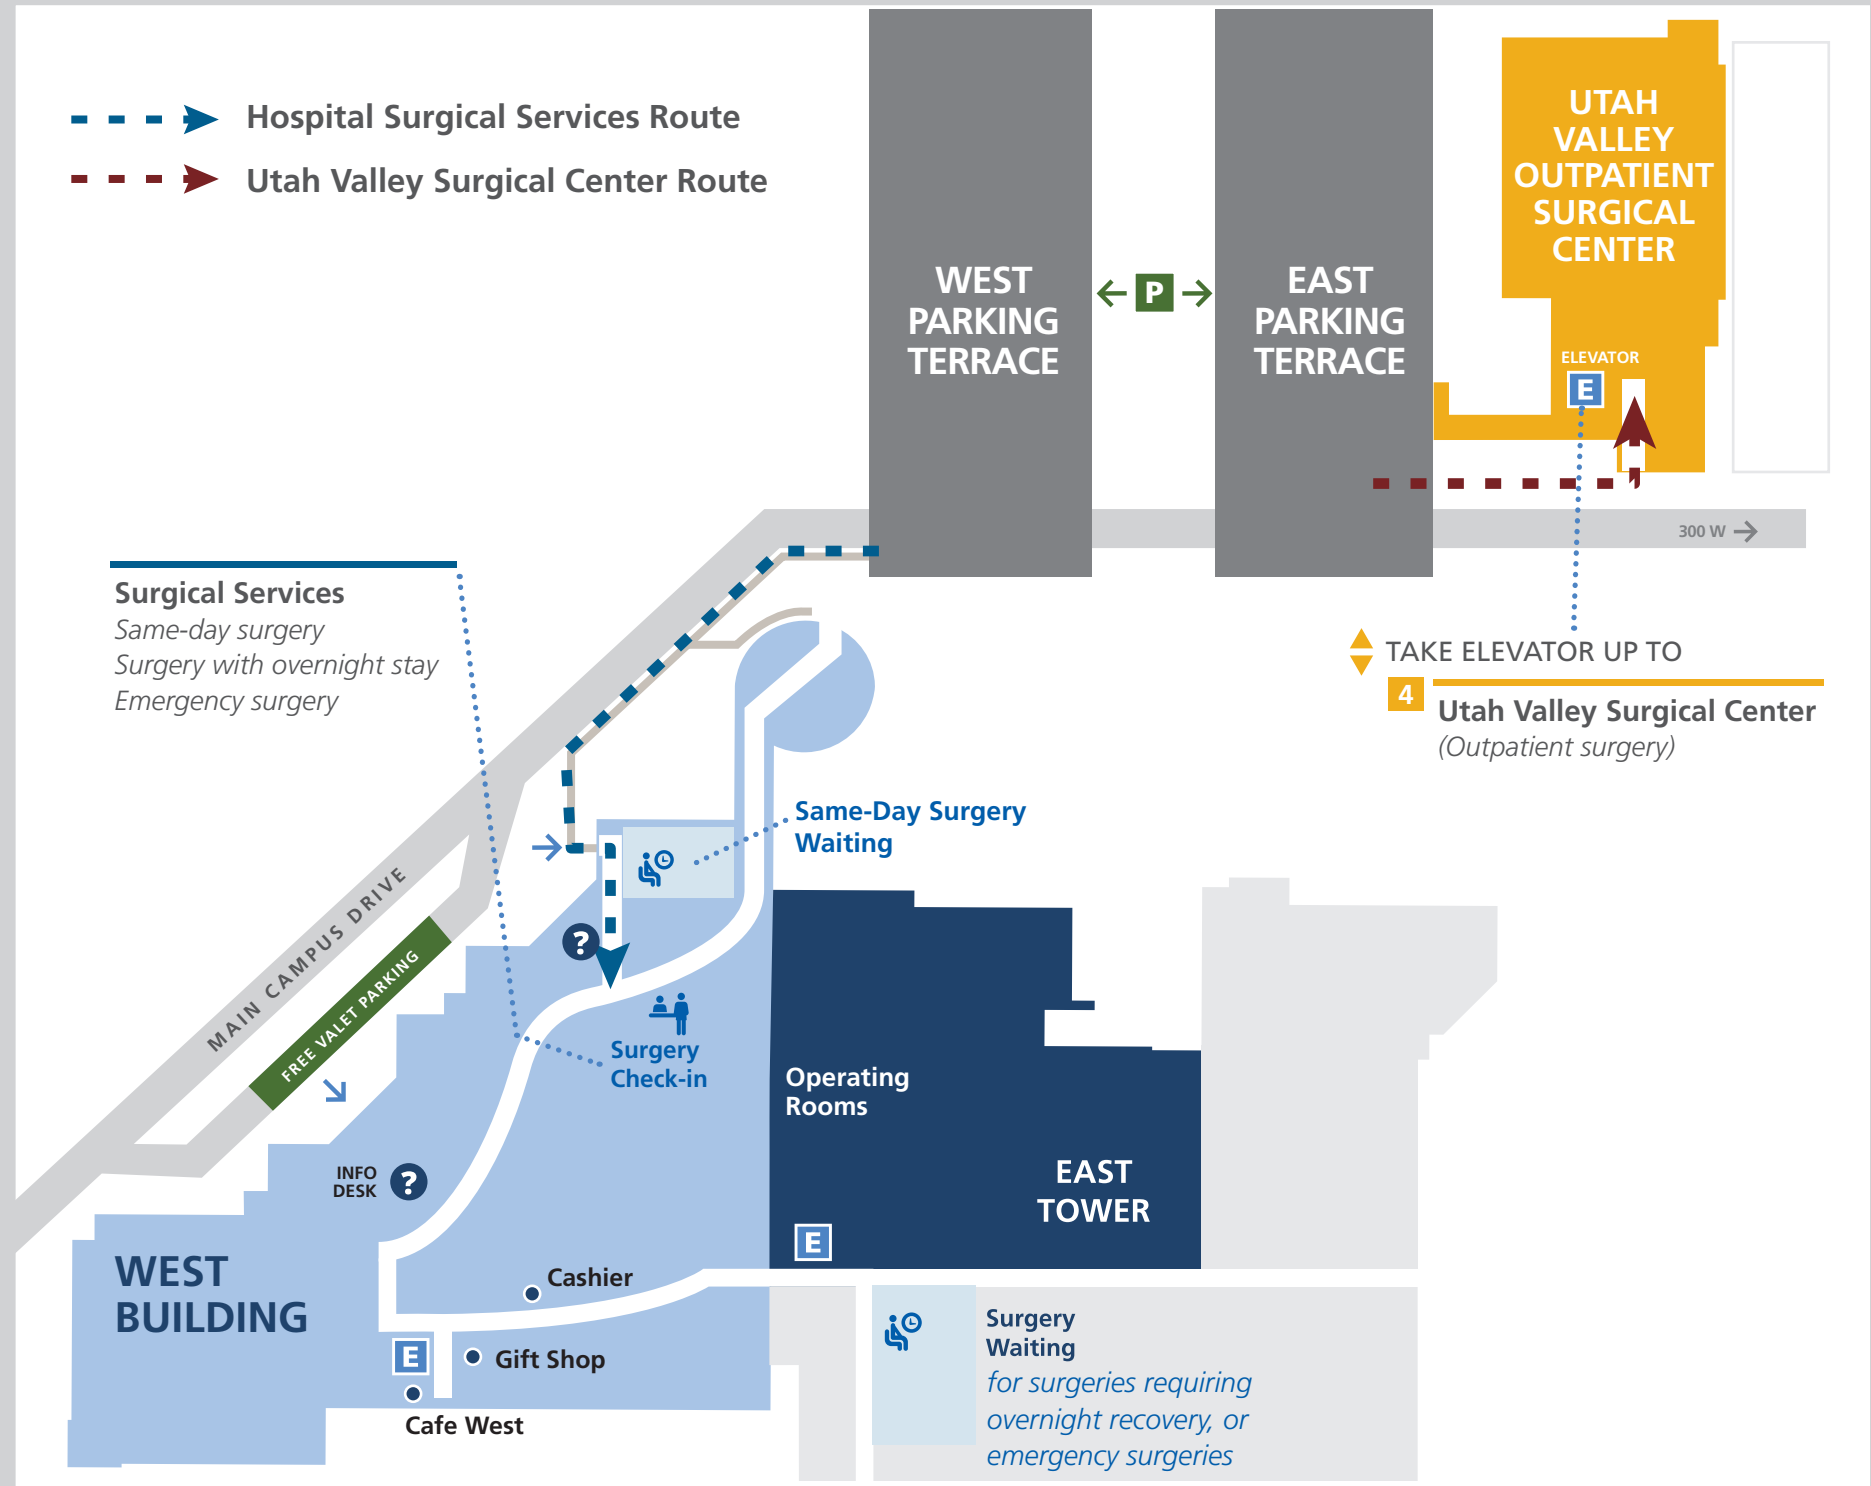 Hospital Surgical Services Route
Utah Valley Surgical Center Route
WEST
PARKING
TERRACE
P
EAST
PARKING
TERRACE
UTAH
VALLEY
OUTPATIENT
SURGICAL
CENTER
ELEVATOR
E
300 W
TAKE ELEVATOR UP TO
4
Utah Valley Surgical Center
(Outpatient surgery)
Surgical Services
Same-day surgery
Surgery with overnight stay
Emergency surgery
Same-Day Surgery
Waiting
MAIN CAMPUS DRIVE
FREE VALET PARKING
?
Surgery
Check-in
Operating
Rooms
EAST
TOWER
E
INFO
DESK
?
WEST
BUILDING
Cashier
E
Gift Shop
Cafe West
Surgery
Waiting
for surgeries requiring
overnight recovery, or
emergency surgeries